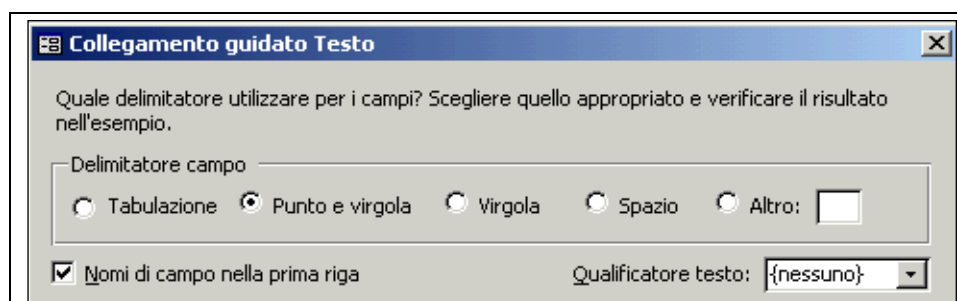 Collegamento guidato Testo
Quale delimitatore utilizzare per i campi? Scegliere quello appropriato e verificare il risultato
nell'esempio.
Delimitatore campo
Tabulazione Punto e virgola Virgola Spazio Altro:
Nomi di campo nella prima riga Qualificatore testo: {nessuno}